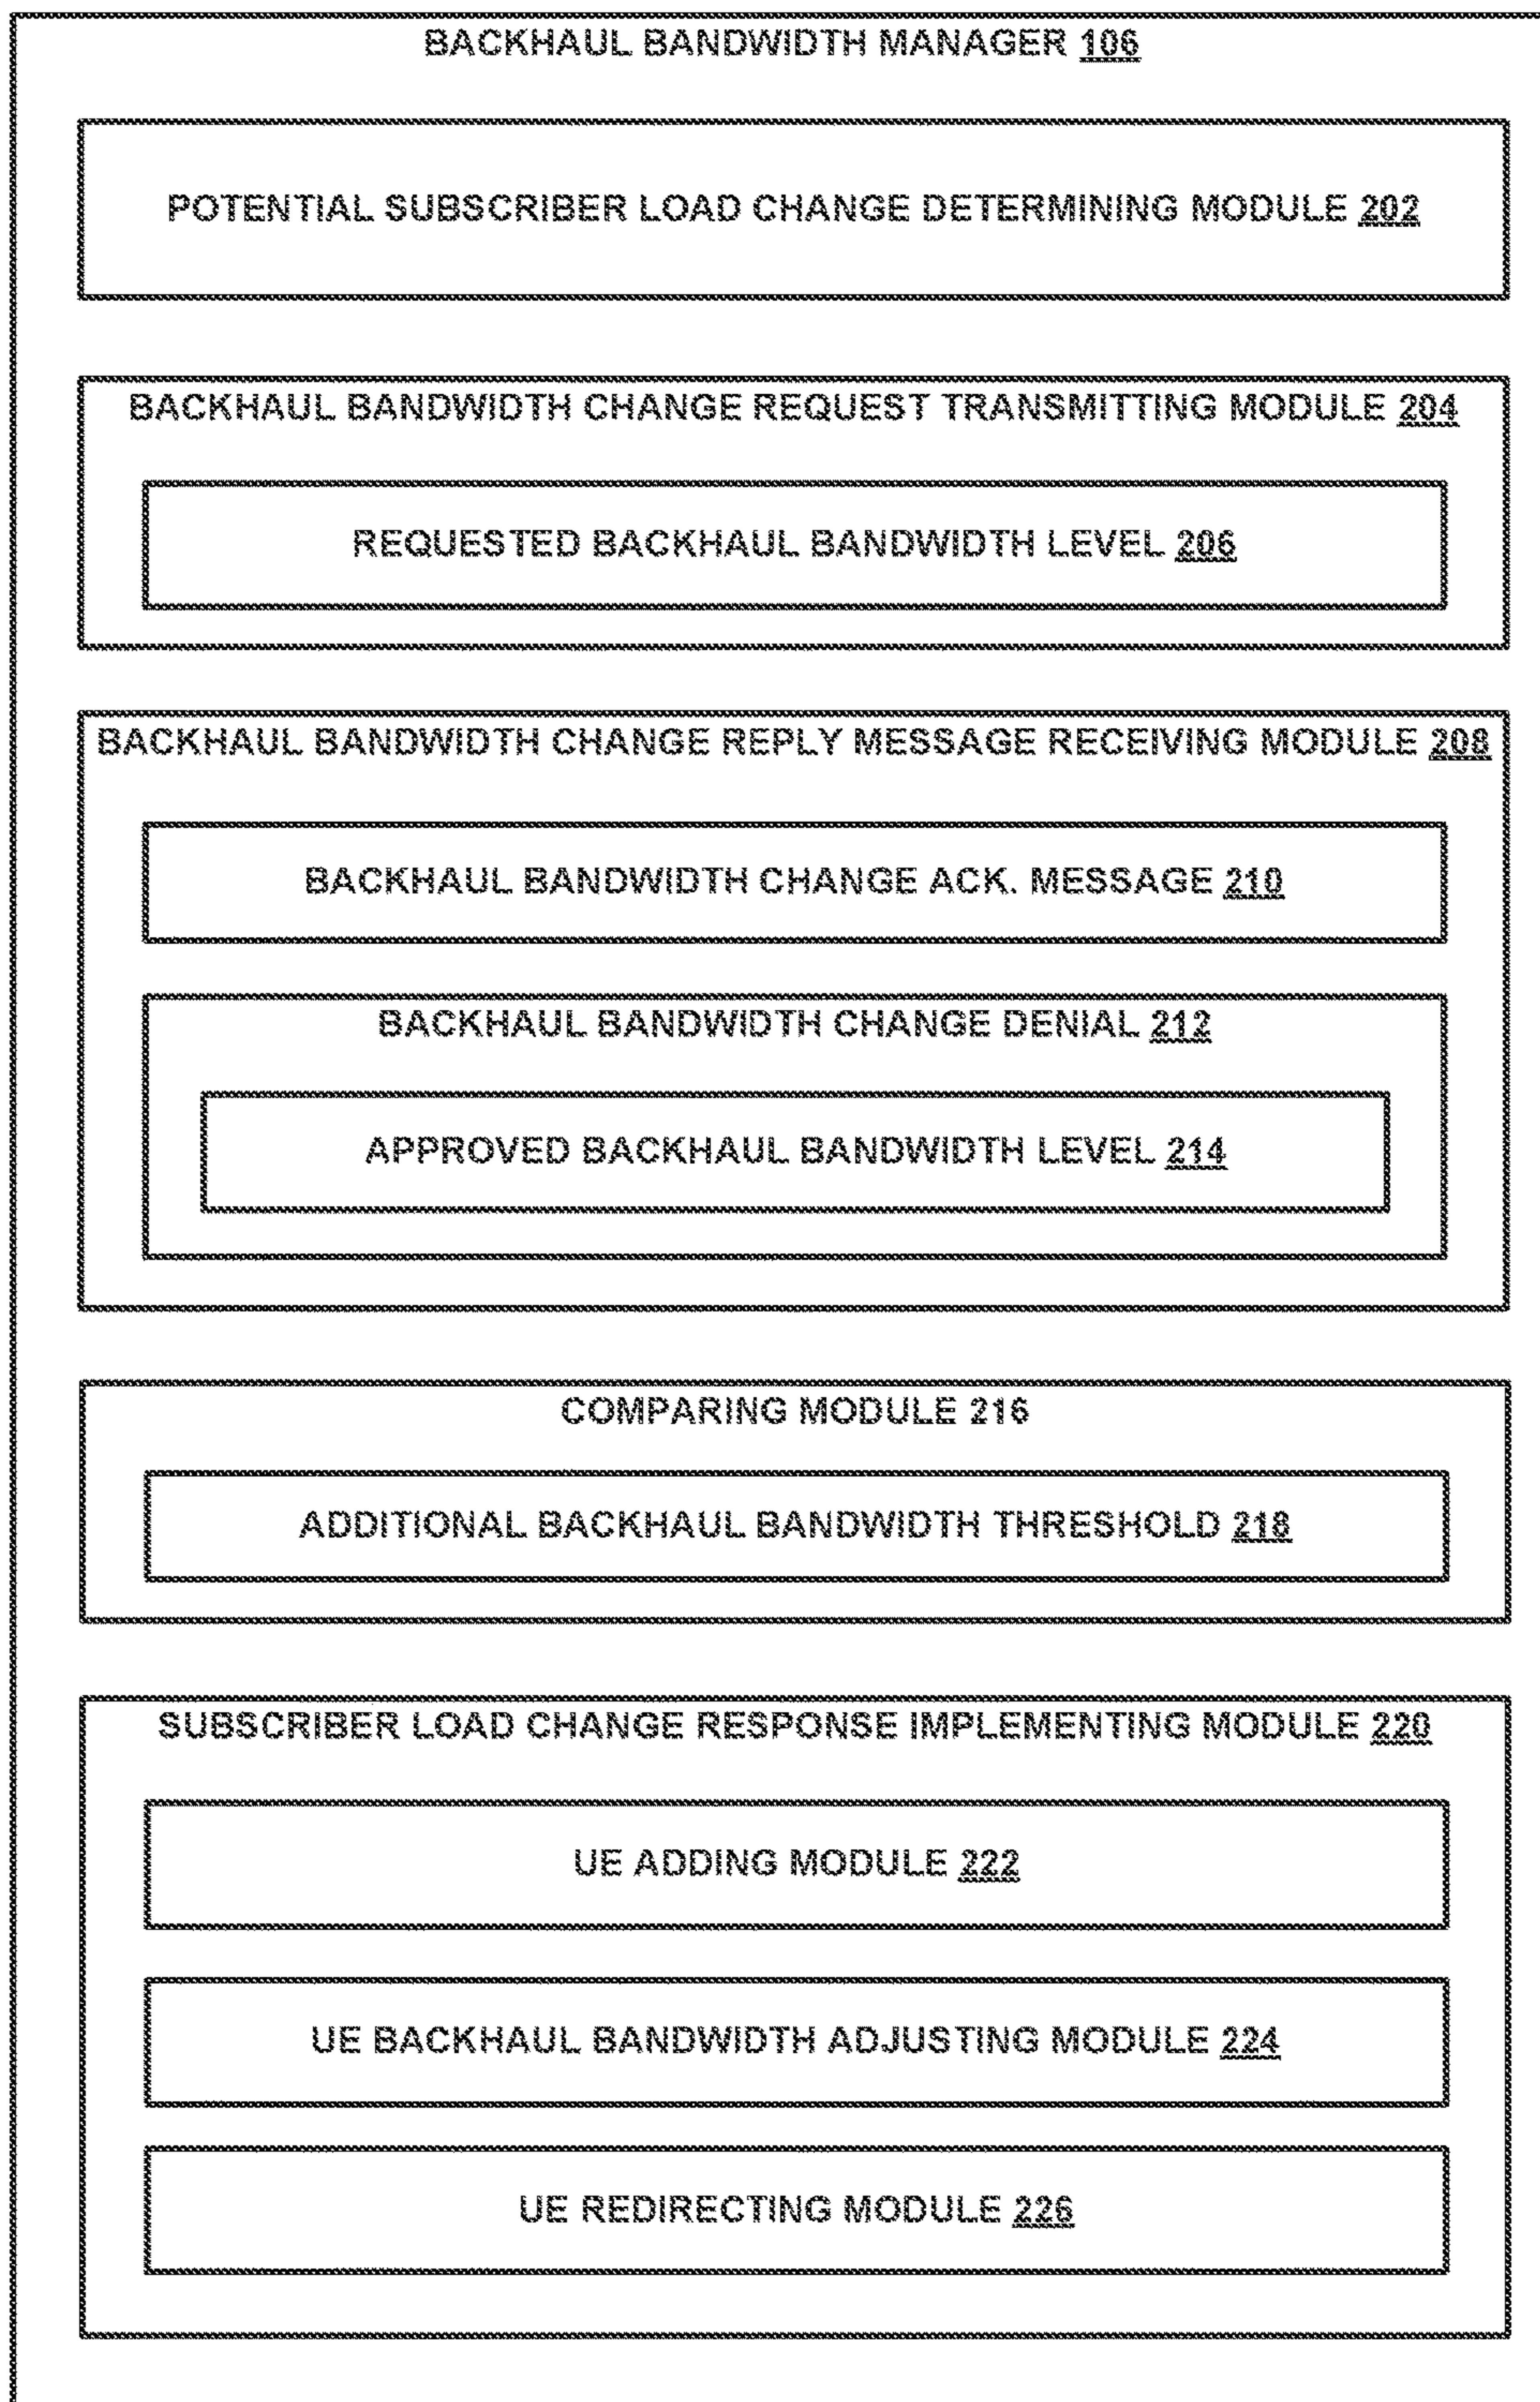 BACKHAUL BANDWIDTH MANAGER 106
POTENTIAL SUBSCRIBER LOAD CHANGE DETERMINING MODULE 202
BACKHAUL BANDWIDTH CHANGE REQUEST TRANSMITTING MODULE 204
REQUESTED BACKHAUL BANDWIDTH LEVEL 206
BACKHAUL BANDWIDTH CHANGE REPLY MESSAGE RECEIVING MODULE 208
BACKHAUL BANDWIDTH CHANGE ACK. MESSAGE 210
BACKHAUL BANDWIDTH CHANGE DENIAL 212
APPROVED BACKHAUL BANDWIDTH LEVEL 214
COMPARING MODULE 216
ADDITIONAL BACKHAUL BANDWIDTH THRESHOLD 218
SUBSCRIBER LOAD CHANGE RESPONSE IMPLEMENTING MODULE 220
UE ADDING MODULE 222
UE BACKHAUL BANDWIDTH ADJUSTING MODULE 224
UE REDIRECTING MODULE 226